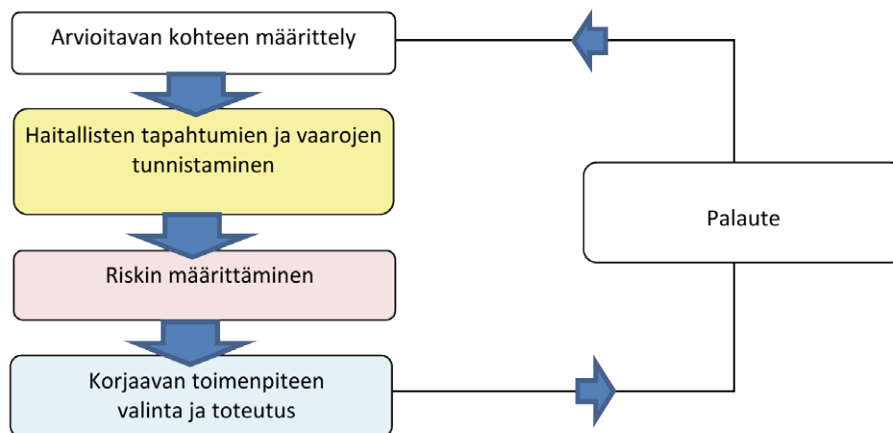 Arvioitavan kohteen määrittely
Haitallisten tapahtumien ja vaarojen
tunnistaminen
Riskin määrittäminen
Korjaavan toimenpiteen
valinta ja toteutus
Palaute